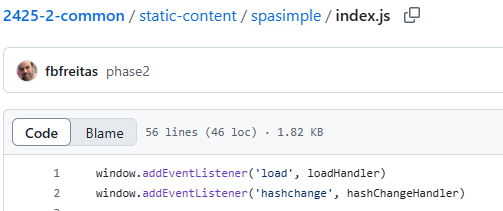 2425-2-common / static-content / spasimple / index.js
fbfreitas phase2
Code Blame 56 lines (46 loc) · 1.82 KB
1 window.addEventListener('load', loadHandler)
2 window.addEventListener('hashchange', hashChangeHandler)